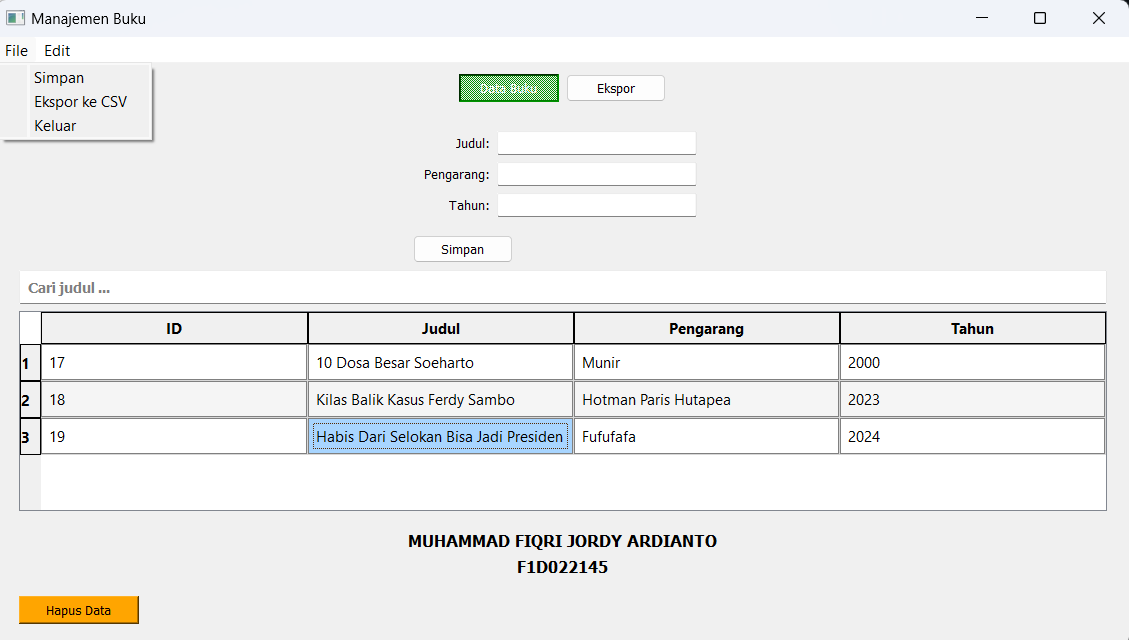 Manajemen Buku
File Edit
Simpan
Ekspor ke CSV
Keluar
Data Buku Ekspor
Judul:
Pengarang:
Tahun:
Simpan
Cari judul ...
ID Judul Pengarang Tahun
1 17 10 Dosa Besar Soeharto Munir 2000
2 18 Kilas Balik Kasus Ferdy Sambo Hotman Paris Hutapea 2023
3 19 Habis Dari Selokan Bisa Jadi Presiden Fufufafa 2024
MUHAMMAD FIQRI JORDY ARDIANTO
F1D022145
Hapus Data